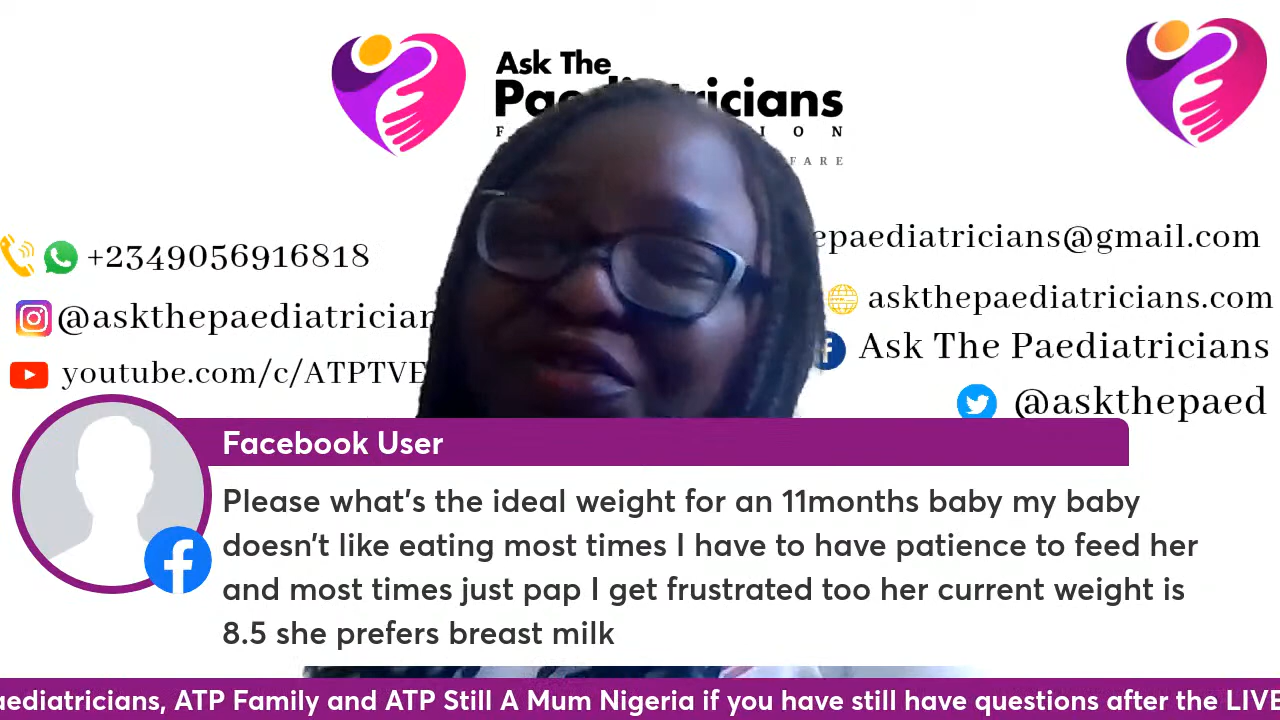 Ask The
Paediatricians
FARE
+2349056916818
@askthepaediatrician
youtube.com/c/ATPTVE
epaediatricians@gmail.com
askthepaediatricians.com
Ask The Paediatricians
@askthepaed
Facebook User
Please what's the ideal weight for an 11months baby my baby
doesn't like eating most times I have to have patience to feed her
and most times just pap I get frustrated too her current weight is
8.5 she prefers breast milk
aediatricians, ATP Family and ATP Still A Mum Nigeria if you have still have questions after the LIVE